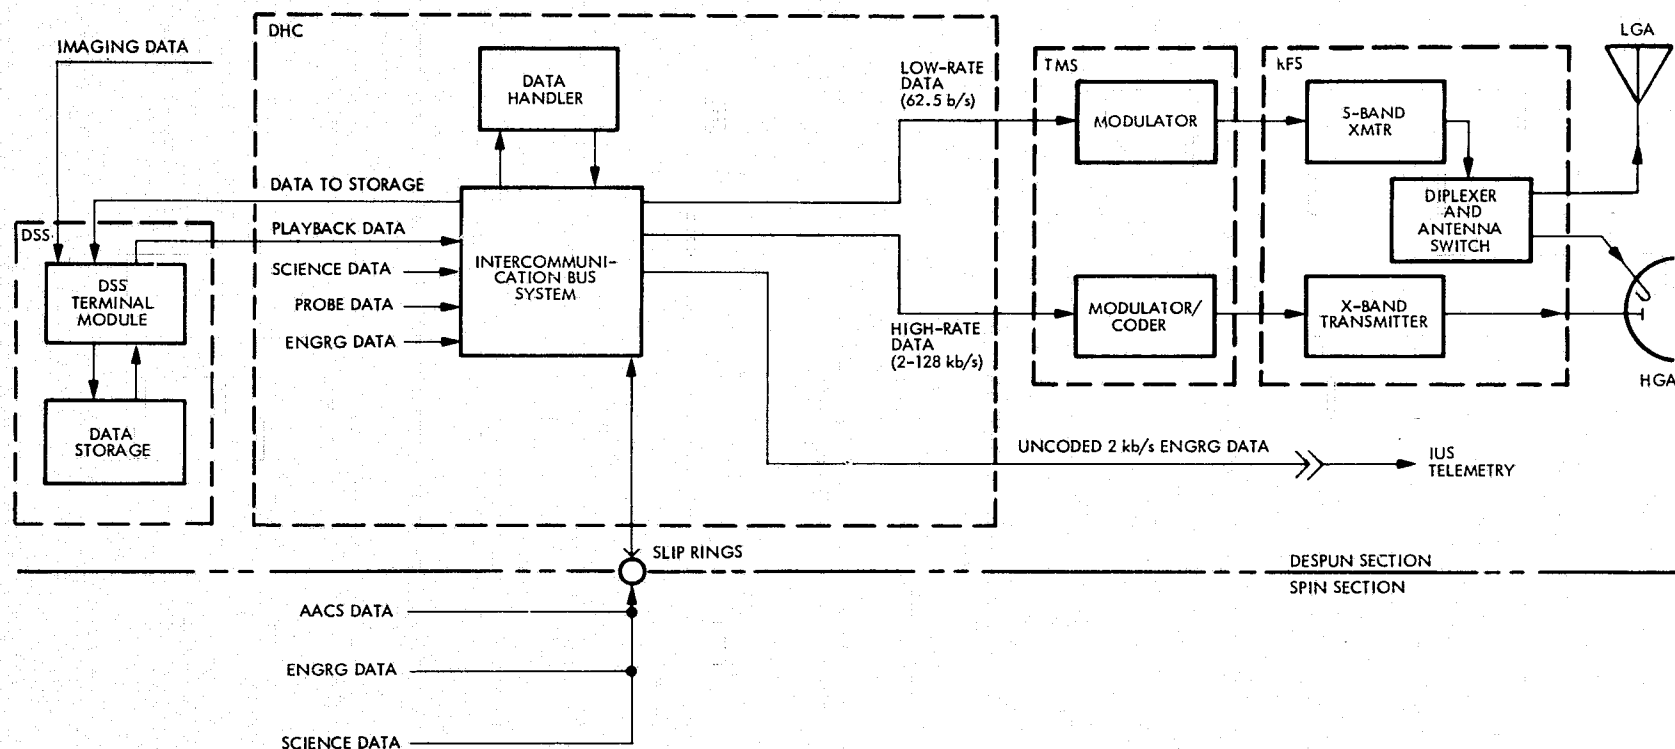 IMAGING DATA
DHC
DATA
HANDLER
LOW-RATE
DATA
(62.5 b/s)
TMS
MODULATOR
kFS
S-BAND
XMTR
LGA
DIPLEXER
AND
ANTENNA
SWITCH
DATA TO STORAGE
PLAYBACK DATA
SCIENCE DATA
PROBE DATA
ENGRG DATA
INTERCOMMUNI-
CATION BUS
SYSTEM
DSS
DSS
TERMINAL
MODULE
DATA
STORAGE
HIGH-RATE
DATA
(2-128 kb/s)
MODULATOR/
CODER
X-BAND
TRANSMITTER
HGA
UNCODED 2 kb/s ENGRG DATA
IUS
TELEMETRY
SLIP RINGS
DESPUN SECTION
SPIN SECTION
AACS DATA
ENGRG DATA
SCIENCE DATA